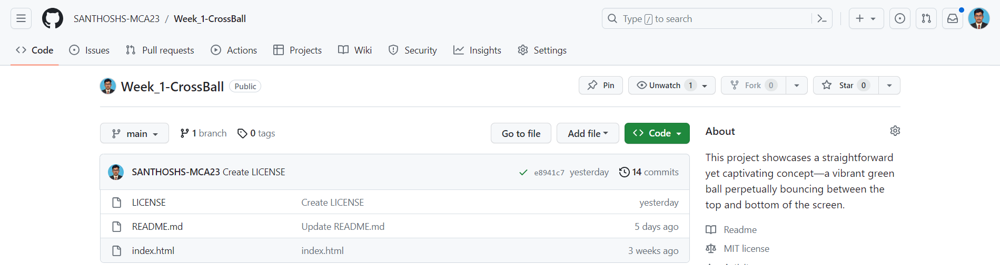 SANTHOSHS-MCA23 / Week_1-CrossBall
Type / to search
Code Issues Pull requests Actions Projects Wiki Security Insights Settings
Week_1-CrossBall Public
Pin Unwatch 1 Fork 0 Star 0
main 1 branch 0 tags Go to file Add file Code
SANTHOSHS-MCA23 Create LICENSE e8941c7 yesterday 14 commits
LICENSE Create LICENSE yesterday
README.md Update README.md 5 days ago
index.html index.html 3 weeks ago
About
This project showcases a straightforward
yet captivating concept—a vibrant green
ball perpetually bouncing between the
top and bottom of the screen.
Readme
MIT license